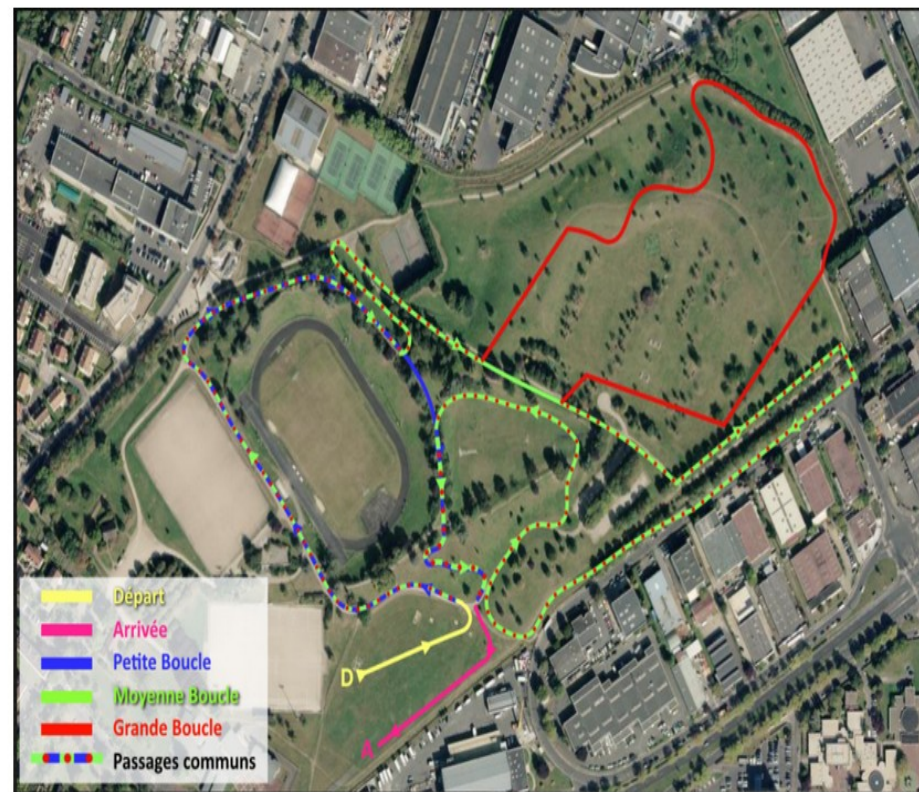 D
A
Départ
Arrivée
Petite Boucle
Moyenne Boucle
Grande Boucle
Passages communs